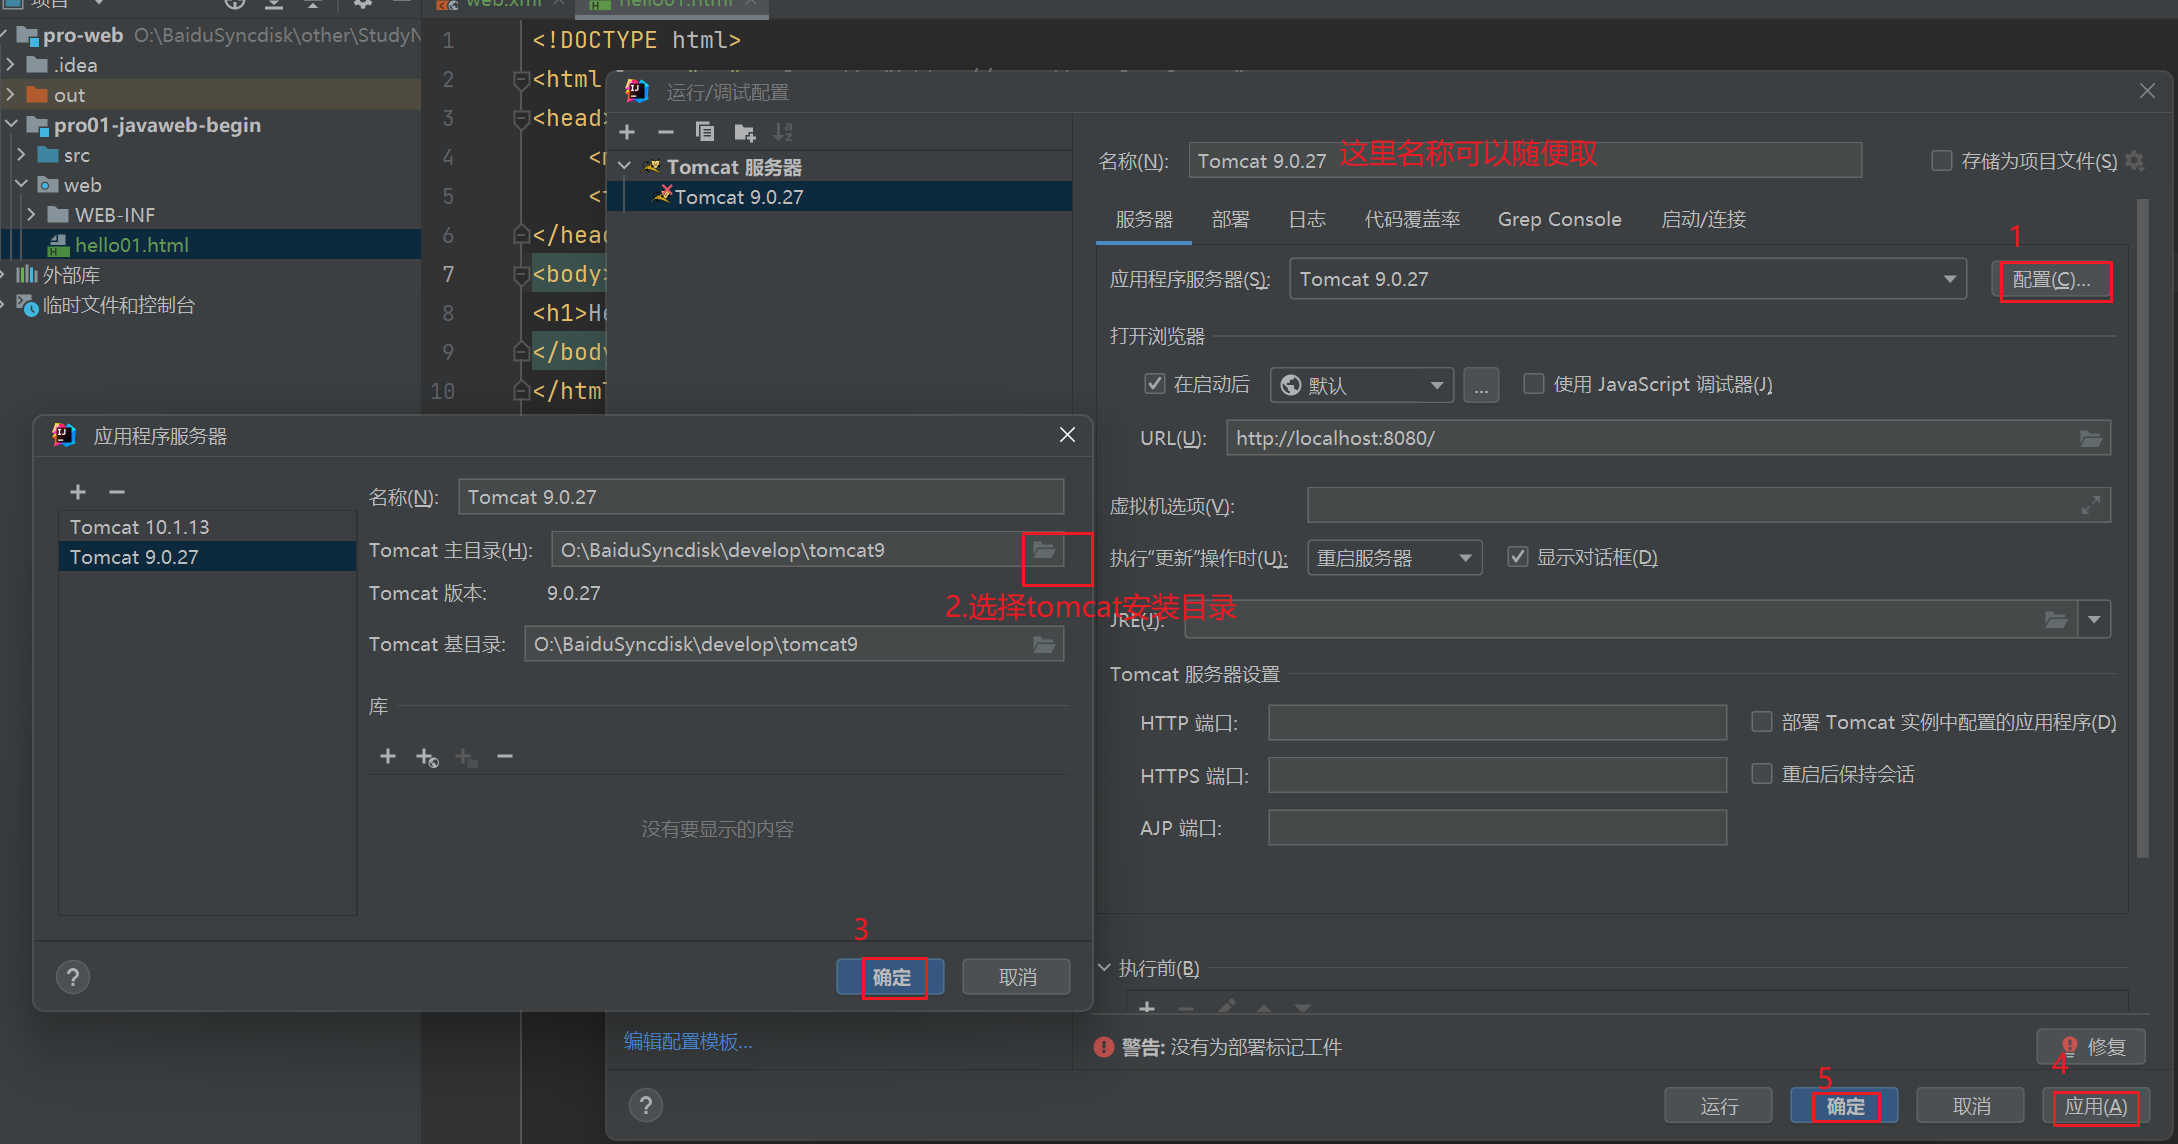 项目
web.xml
hello01.html
pro-web O:\BaiduSyncdisk\other\StudyN
.idea
out
pro01-javaweb-begin
src
web
WEB-INF
hello01.html
外部库
临时文件和控制台
1 <!DOCTYPE html>
2 <html
3 <head>
4
5
6 </head
7 <body>
8 <h1>He
9 </body
10 </html
运行/调试配置
Tomcat 服务器
Tomcat 9.0.27
编辑配置模板...
名称(N): Tomcat 9.0.27 这里名称可以随便取 存储为项目文件(S)
服务器 部署 日志 代码覆盖率 Grep Console 启动/连接
1
应用程序服务器(S): Tomcat 9.0.27 配置(C)...
打开浏览器
在启动后 默认 ... 使用 JavaScript 调试器(J)
URL(U): http://localhost:8080/
虚拟机选项(V):
执行“更新”操作时(U): 重启服务器 显示对话框(D)
JRE(J):
Tomcat 服务器设置
HTTP 端口: 部署 Tomcat 实例中配置的应用程序(D)
HTTPS 端口: 重启后保持会话
AJP 端口:
执行前(B)
警告: 没有为部署标记工件 修复
4
5
? 运行 确定 取消 应用(A)
应用程序服务器
Tomcat 10.1.13
Tomcat 9.0.27
名称(N): Tomcat 9.0.27
Tomcat 主目录(H): O:\BaiduSyncdisk\develop\tomcat9
Tomcat 版本: 9.0.27
2.选择tomcat安装目录
Tomcat 基目录: O:\BaiduSyncdisk\develop\tomcat9
库
没有要显示的内容
3
? 确定 取消